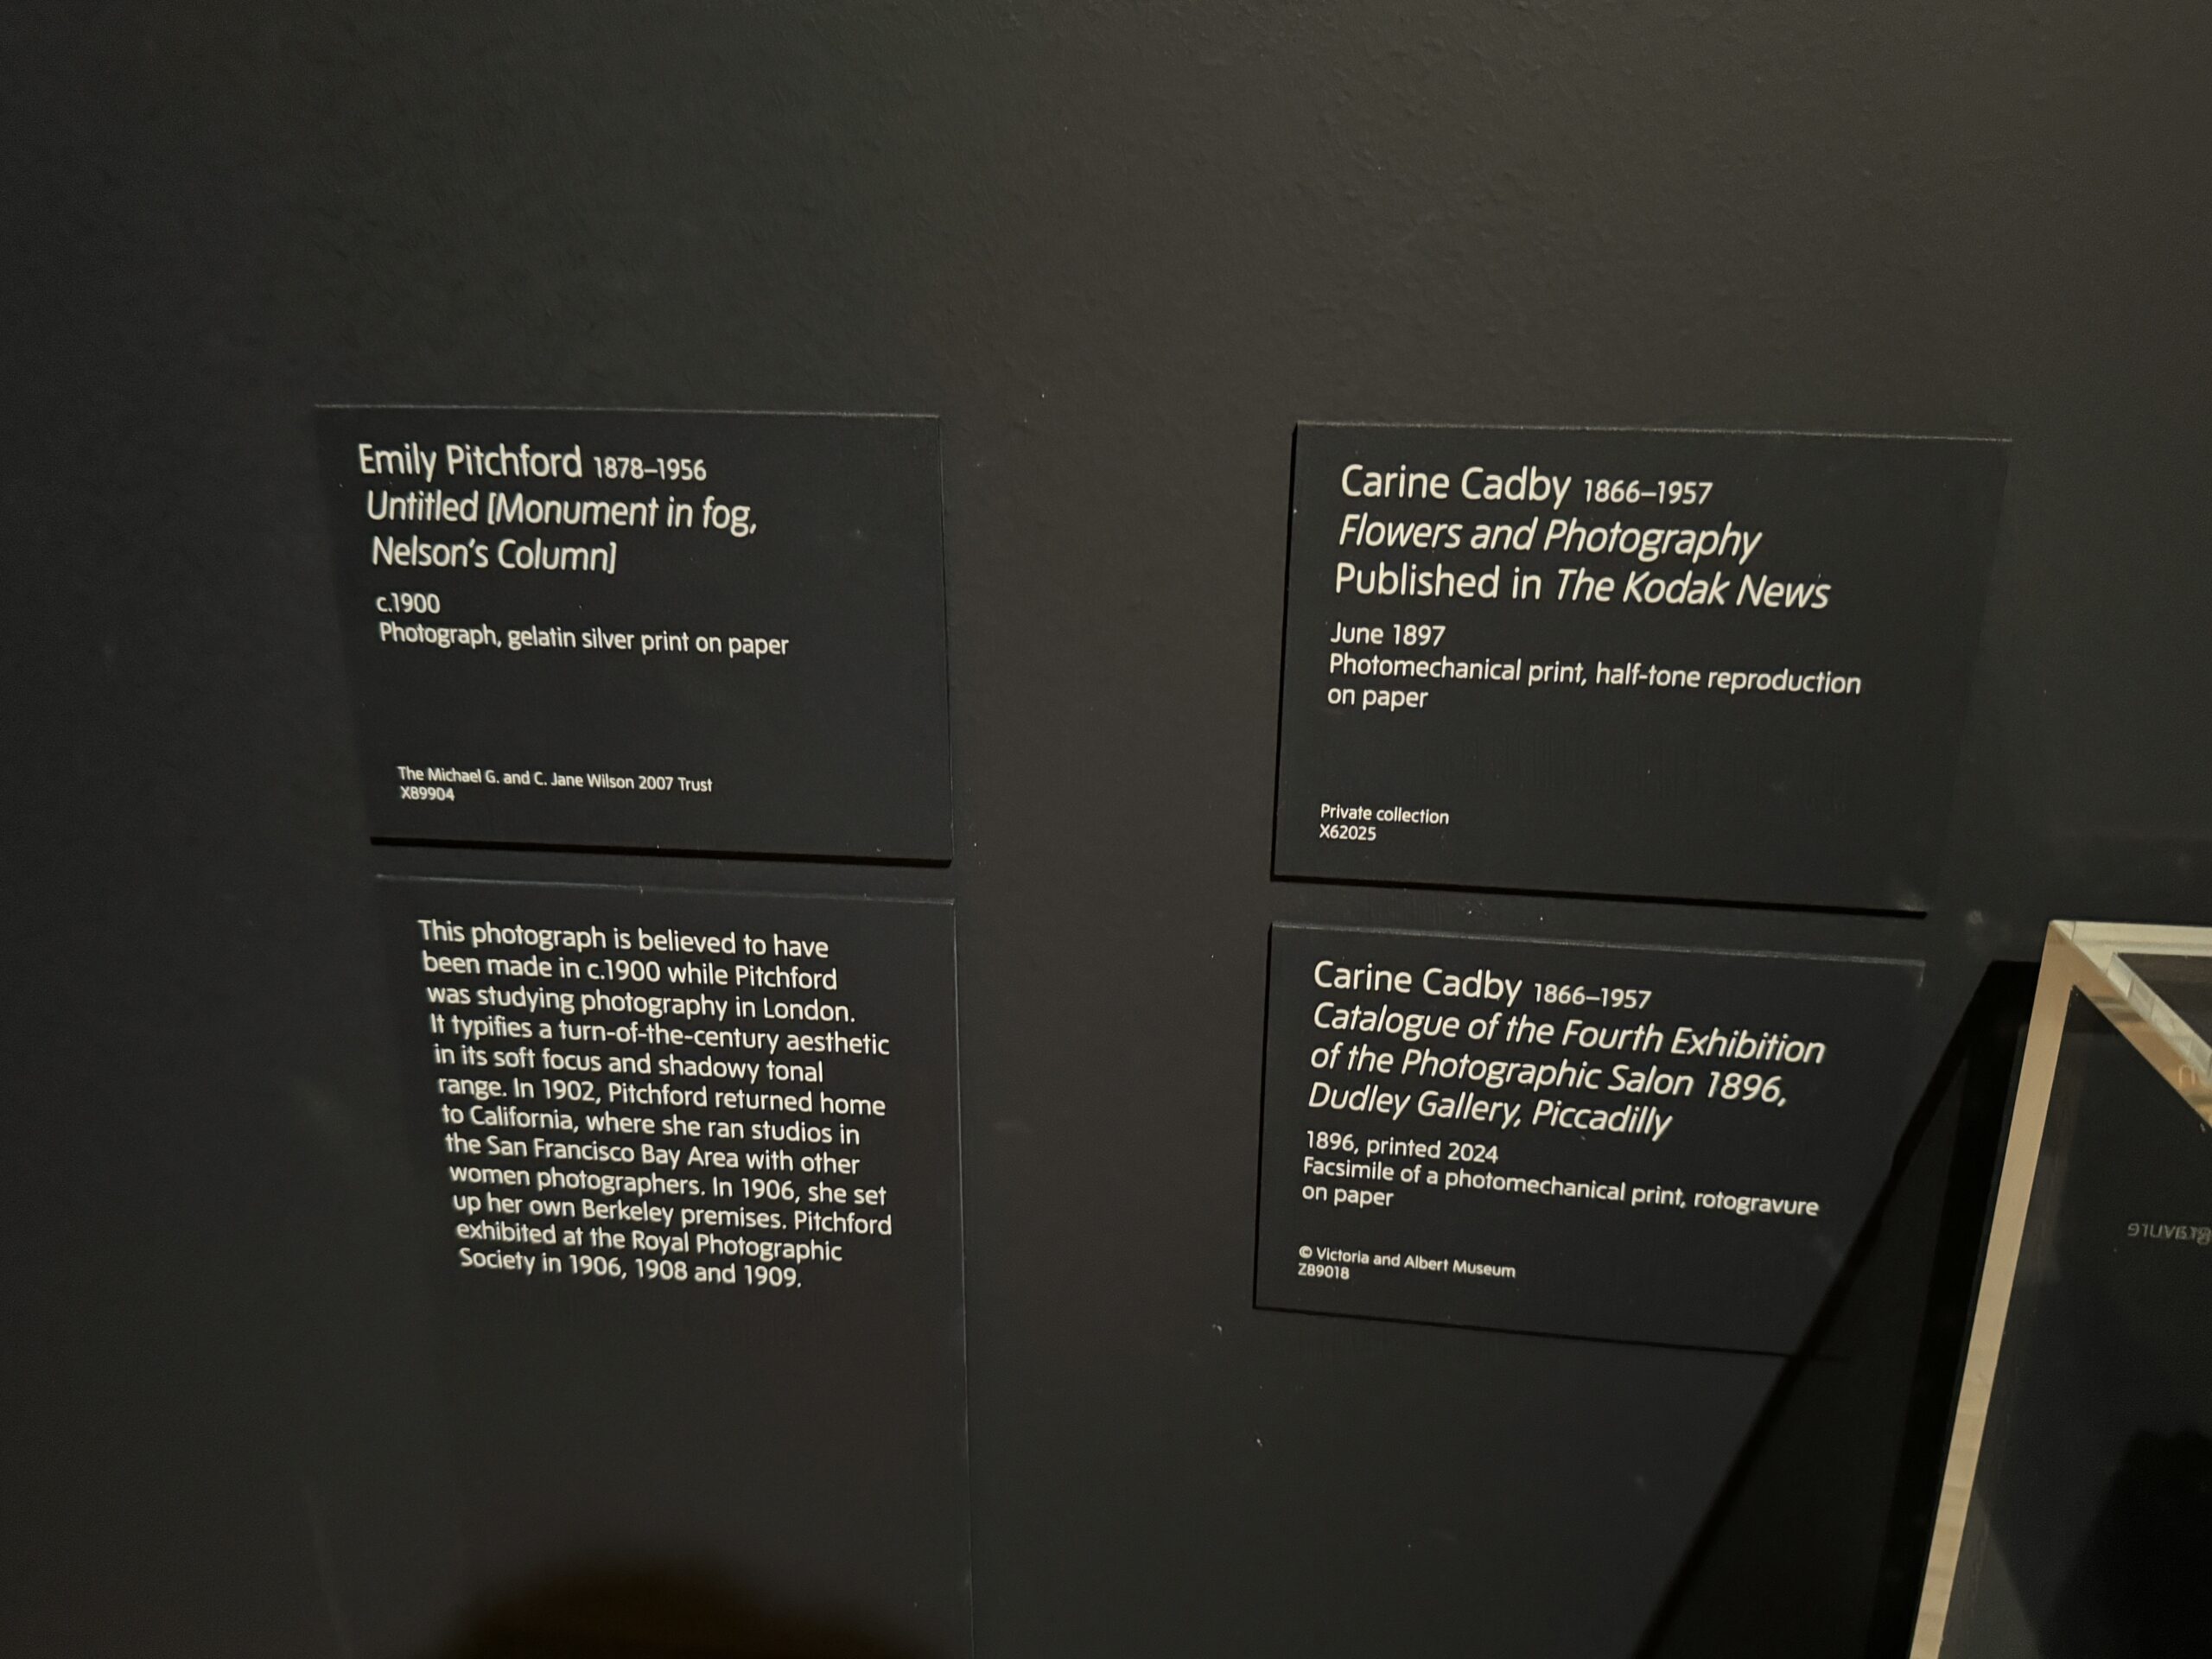 Emily Pitchford 1878–1956
Untitled [Monument in fog,
Nelson's Column]
c.1900
Photograph, gelatin silver print on paper
The Michael G. and C. Jane Wilson 2007 Trust
X89904
This photograph is believed to have
been made in c.1900 while Pitchford
was studying photography in London.
It typifies a turn-of-the-century aesthetic
in its soft focus and shadowy tonal
range. In 1902, Pitchford returned home
to California, where she ran studios in
the San Francisco Bay Area with other
women photographers. In 1906, she set
up her own Berkeley premises. Pitchford
exhibited at the Royal Photographic
Society in 1906, 1908 and 1909.
Carine Cadby 1866–1957
Flowers and Photography
Published in The Kodak News
June 1897
Photomechanical print, half-tone reproduction
on paper
Private collection
X62025
Carine Cadby 1866–1957
Catalogue of the Fourth Exhibition
of the Photographic Salon 1896,
Dudley Gallery, Piccadilly
1896, printed 2024
Facsimile of a photomechanical print, rotogravure
on paper
© Victoria and Albert Museum
Z89018